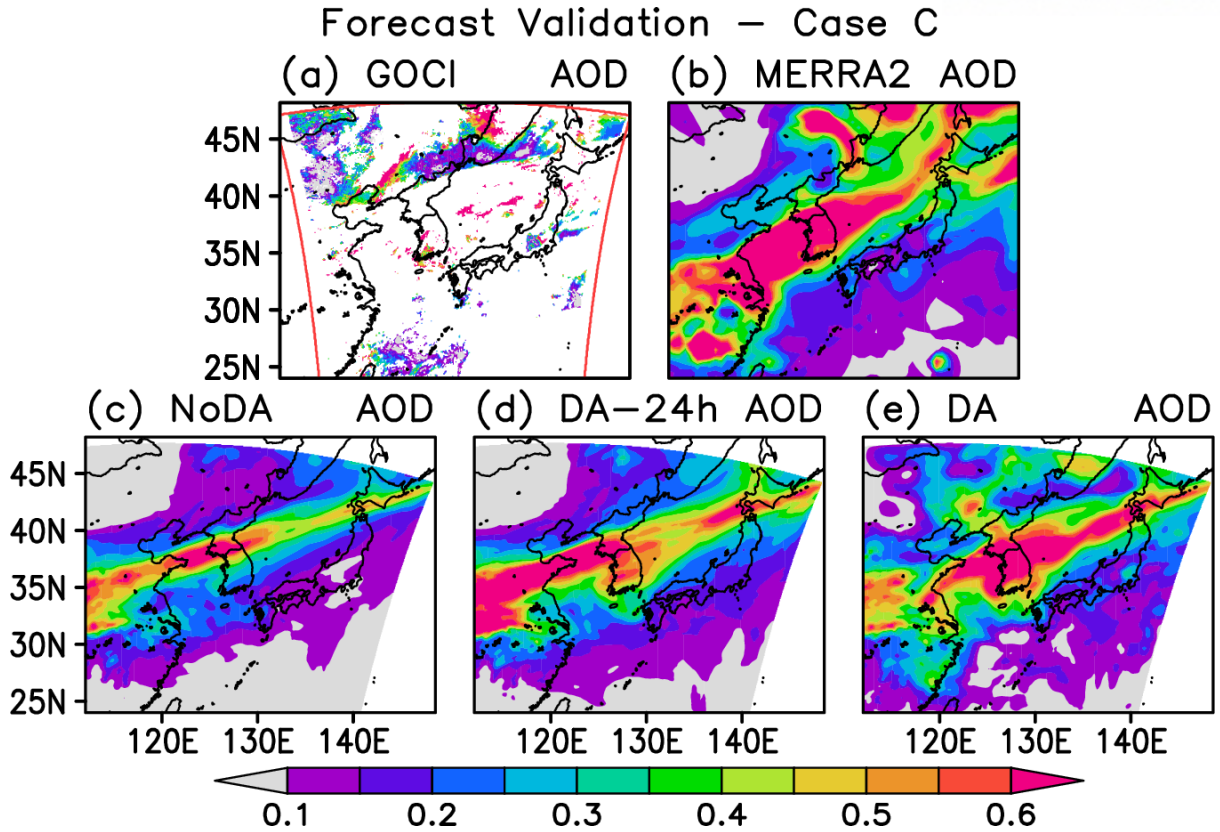 Forecast Validation – Case C
(a) GOCI AOD
(b) MERRA2 AOD
45N
40N
35N
30N
25N
(c) NoDA AOD
(d) DA–24h AOD
(e) DA AOD
45N
40N
35N
30N
25N
120E 130E 140E
120E 130E 140E
120E 130E 140E
0.1 0.2 0.3 0.4 0.5 0.6